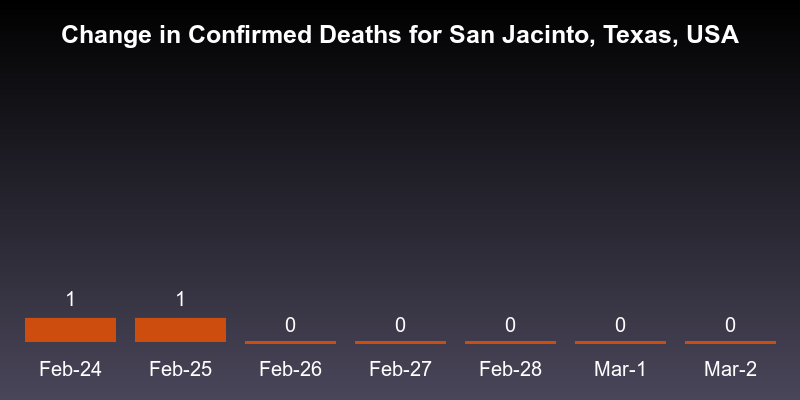 Change in Confirmed Deaths for San Jacinto, Texas, USA
1 1 0 0 0 0 0
Feb-24 Feb-25 Feb-26 Feb-27 Feb-28 Mar-1 Mar-2